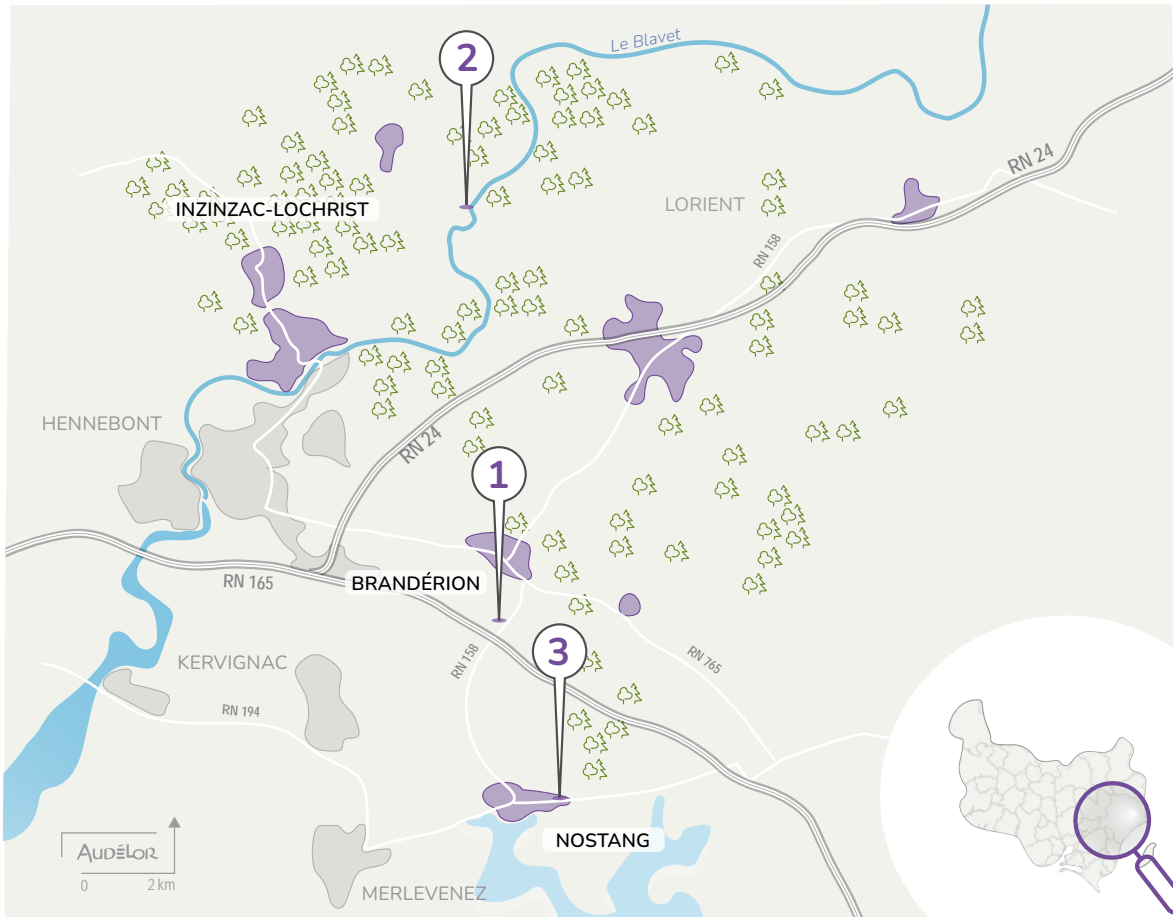 2
Le Blavet
RN 24
INZINZAC-LOCHRIST
LORIENT
RN 158
HENNEBONT
RN 24
1
RN 165
BRANDÉRION
3
KERVIGNAC
RN 158
RN 765
RN 194
NOSTANG
AUDÉLOR
0 2 km
MERLEVENEZ